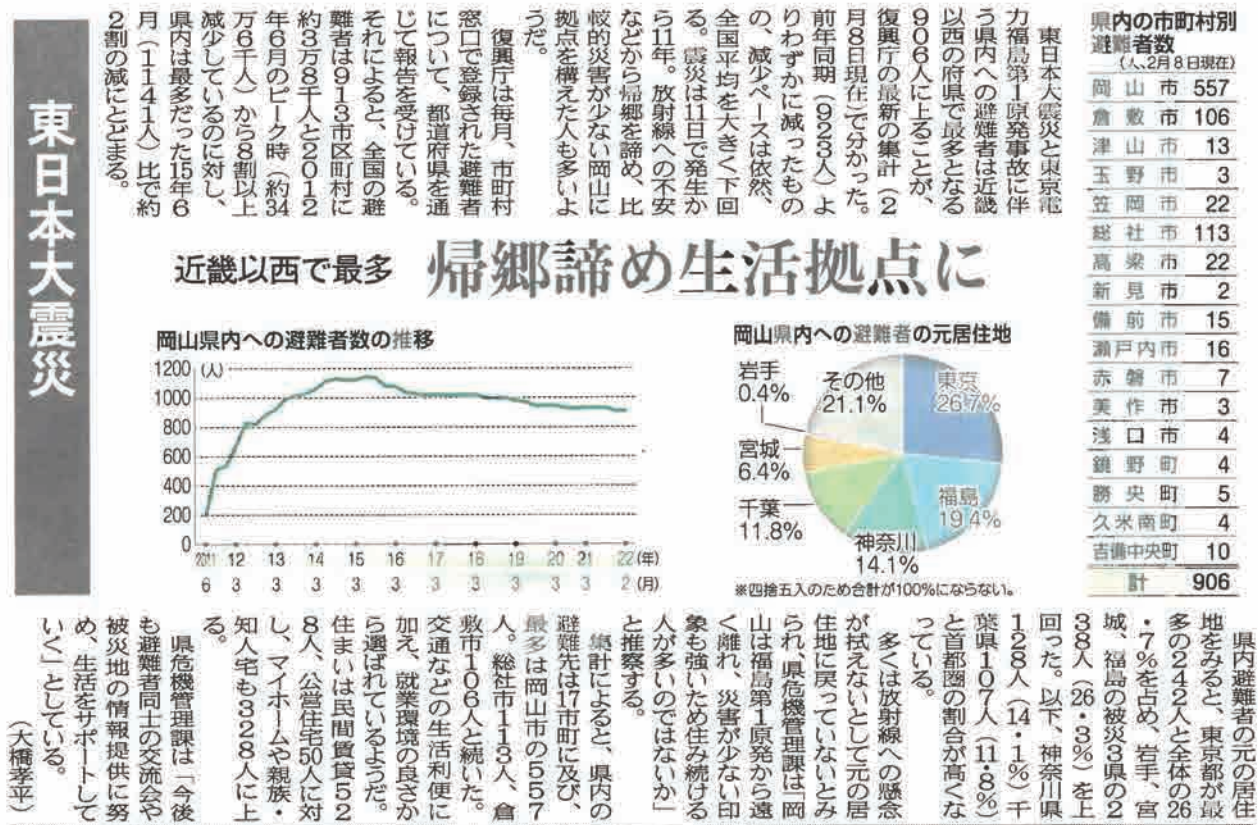 東日本大震災
近畿以西で最多
帰郷諦め生活拠点に
東日本大震災と東京電
力福島第1原発事故に伴
う県内への避難者は近畿
以西の府県で最多となる
906人に上ることが、
復興庁の最新の集計（2
月8日現在）で分かった。
前年同期（923人）よ
りわずかに減ったもの
の、減少ペースは依然、
全国平均を大きく下回
る。震災は11日で発生か
ら11年。放射線への不安
などから帰郷を諦め、比
較的災害が少ない岡山に
拠点を構えた人も多いよ
うだ。
復興庁は毎月、市町村
窓口で登録された避難者
について、都道府県を通
じて報告を受けている。
それによると、全国の避
難者は913市区町村に
約3万8千人と2012
年6月のピーク時（約34
万6千人）から8割以上
減少しているのに対し、
県内は最多だった15年6
月（1141人）比で約
2割の減にとどまる。
県内の市町村別
避難者数
（人、2月8日現在）
岡山市 557
倉敷市 106
津山市 13
玉野市 3
笠岡市 22
総社市 113
高梁市 22
新見市 2
備前市 15
瀬戸内市 16
赤磐市 7
美作市 3
浅口市 4
鏡野町 4
勝央町 5
久米南町 4
吉備中央町 10
計 906
岡山県内への避難者数の推移
1200（人）
1000
800
600
400
200
0
2011 12 13 14 15 16 17 18 19 20 21 22（年）
6 3 3 3 3 3 3 3 3 3 3 2（月）
岡山県内への避難者の元居住地
東京
26.7%
福島
19.4%
神奈川
14.1%
千葉
11.8%
宮城
6.4%
岩手
0.4%
その他
21.1%
※四捨五入のため合計が100%にならない。
県内避難者の元の居住
地をみると、東京都が最
多の242人と全体の26
・7％を占め、岩手、宮
城、福島の被災3県の2
38人（26・3％）を上
回った。以下、神奈川県
128人（14・1％）千
葉県107人（11・8％）
と首都圏の割合が高くな
っている。
多くは放射線への懸念
が拭えないとして元の居
住地に戻っていないとみ
られ、県危機管理課は「岡
山は福島第1原発から遠
く離れ、災害が少ない印
象も強いため住み続ける
人が多いのではないか」
と推察する。
集計によると、県内の
避難先は17市町に及び、
最多は岡山市の557
人。総社市113人、倉
敷市106人と続いた。
交通などの生活利便に
加え、就業環境の良さか
ら選ばれているようだ。
住まいは民間賃貸52
8人、公営住宅50人に対
し、マイホームや親族・
知人宅も328人に上
る。
県危機管理課は「今後
も避難者同士の交流会や
被災地の情報提供に努
め、生活をサポートして
いく」としている。
（大橋孝平）